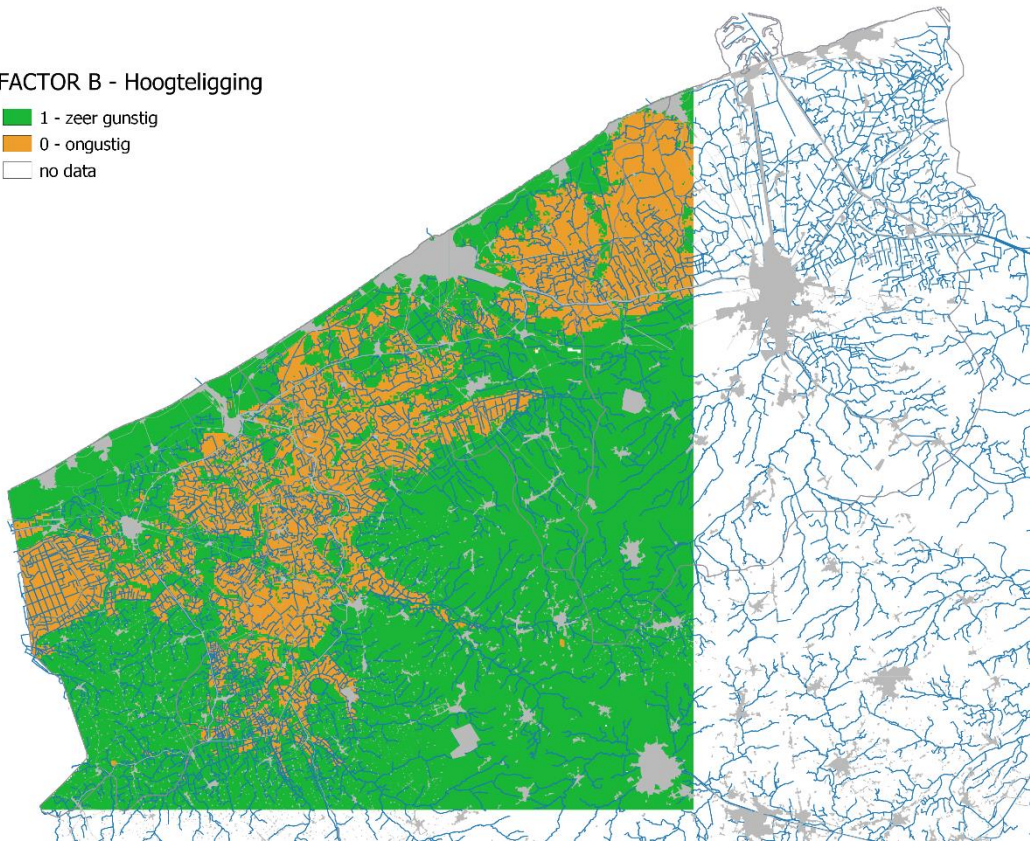 FACTOR B - Hoogteligging
1 - zeer gunstig
0 - ongustig
no data